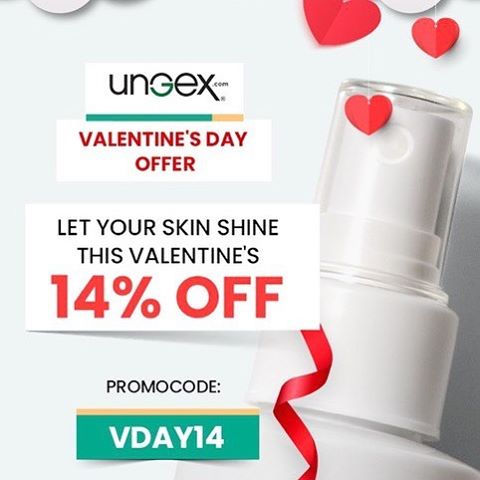 ungex.com®
VALENTINE'S DAY
OFFER
LET YOUR SKIN SHINE
THIS VALENTINE'S
14% OFF
PROMOCODE:
VDAY14